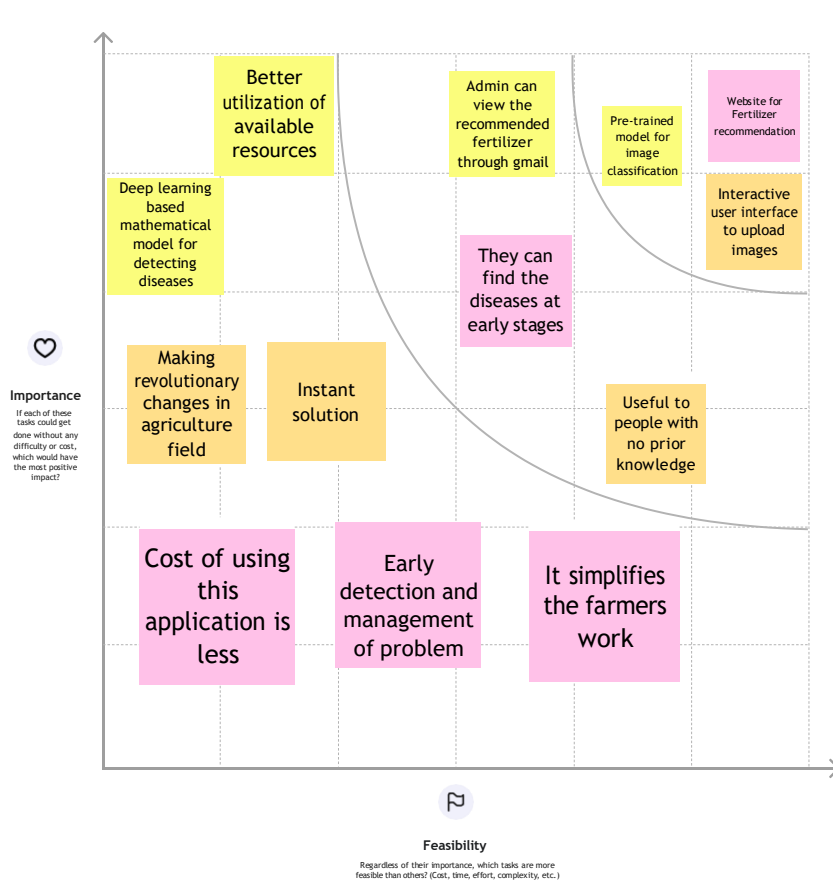 Better
utilization of
available
resources
Admin can
view the
recommended
fertilizer
through gmail
Pre-trained
model for
image
classification
Website for
Fertilizer
recommendation
Deep learning
based
mathematical
model for
detecting
diseases
Interactive
user interface
to upload
images
They can
find the
diseases at
early stages
Importance
If each of these
tasks could get
done without any
difficulty or cost,
which would have
the most positive
impact?
Making
revolutionary
changes in
agriculture
field
Instant
solution
Useful to
people with
no prior
knowledge
Cost of using
this
application is
less
Early
detection and
management
of problem
It simplifies
the farmers
work
Feasibility
Regardless of their importance, which tasks are more
feasible than others? (Cost, time, effort, complexity, etc.)